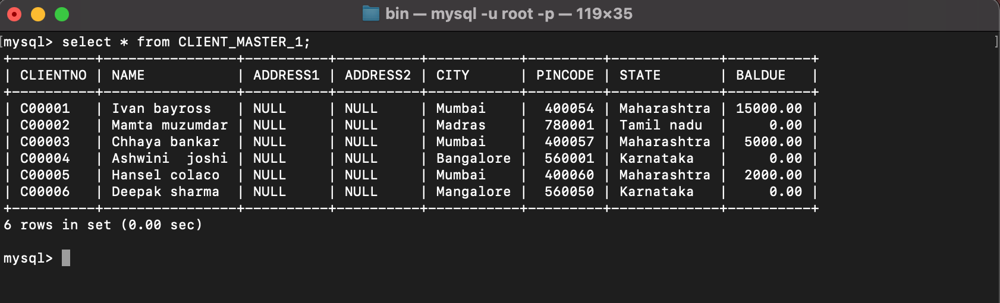 bin — mysql -u root -p — 119×35
mysql> select * from CLIENT_MASTER_1;
+----------+----------------+----------+----------+-----------+---------+-------------+----------+
| CLIENTNO | NAME           | ADDRESS1 | ADDRESS2 | CITY      | PINCODE | STATE       | BALDUE   |
+----------+----------------+----------+----------+-----------+---------+-------------+----------+
| C00001   | Ivan bayross   | NULL     | NULL     | Mumbai    |  400054 | Maharashtra | 15000.00 |
| C00002   | Mamta muzumdar | NULL     | NULL     | Madras    |  780001 | Tamil nadu  |     0.00 |
| C00003   | Chhaya bankar  | NULL     | NULL     | Mumbai    |  400057 | Maharashtra |  5000.00 |
| C00004   | Ashwini  joshi | NULL     | NULL     | Bangalore |  560001 | Karnataka   |     0.00 |
| C00005   | Hansel colaco  | NULL     | NULL     | Mumbai    |  400060 | Maharashtra |  2000.00 |
| C00006   | Deepak sharma  | NULL     | NULL     | Mangalore |  560050 | Karnataka   |     0.00 |
+----------+----------------+----------+----------+-----------+---------+-------------+----------+
6 rows in set (0.00 sec)
mysql>